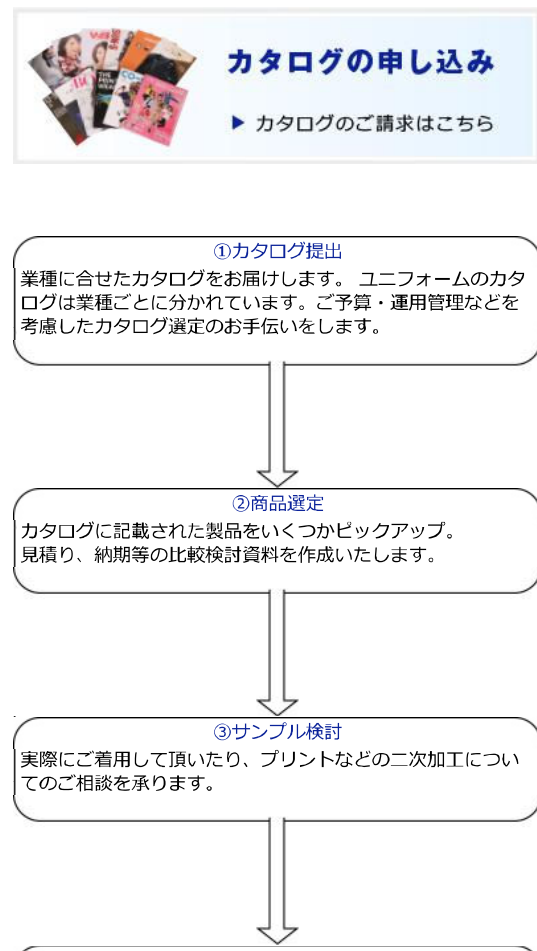 カタログの申し込み
▶ カタログのご請求はこちら
①カタログ提出
業種に合せたカタログをお届けします。 ユニフォームのカタ
ログは業種ごとに分かれています。ご予算・運用管理などを
考慮したカタログ選定のお手伝いをします。
②商品選定
カタログに記載された製品をいくつかピックアップ。
見積り、納期等の比較検討資料を作成いたします。
③サンプル検討
実際にご着用して頂いたり、プリントなどの二次加工につい
てのご相談を承ります。